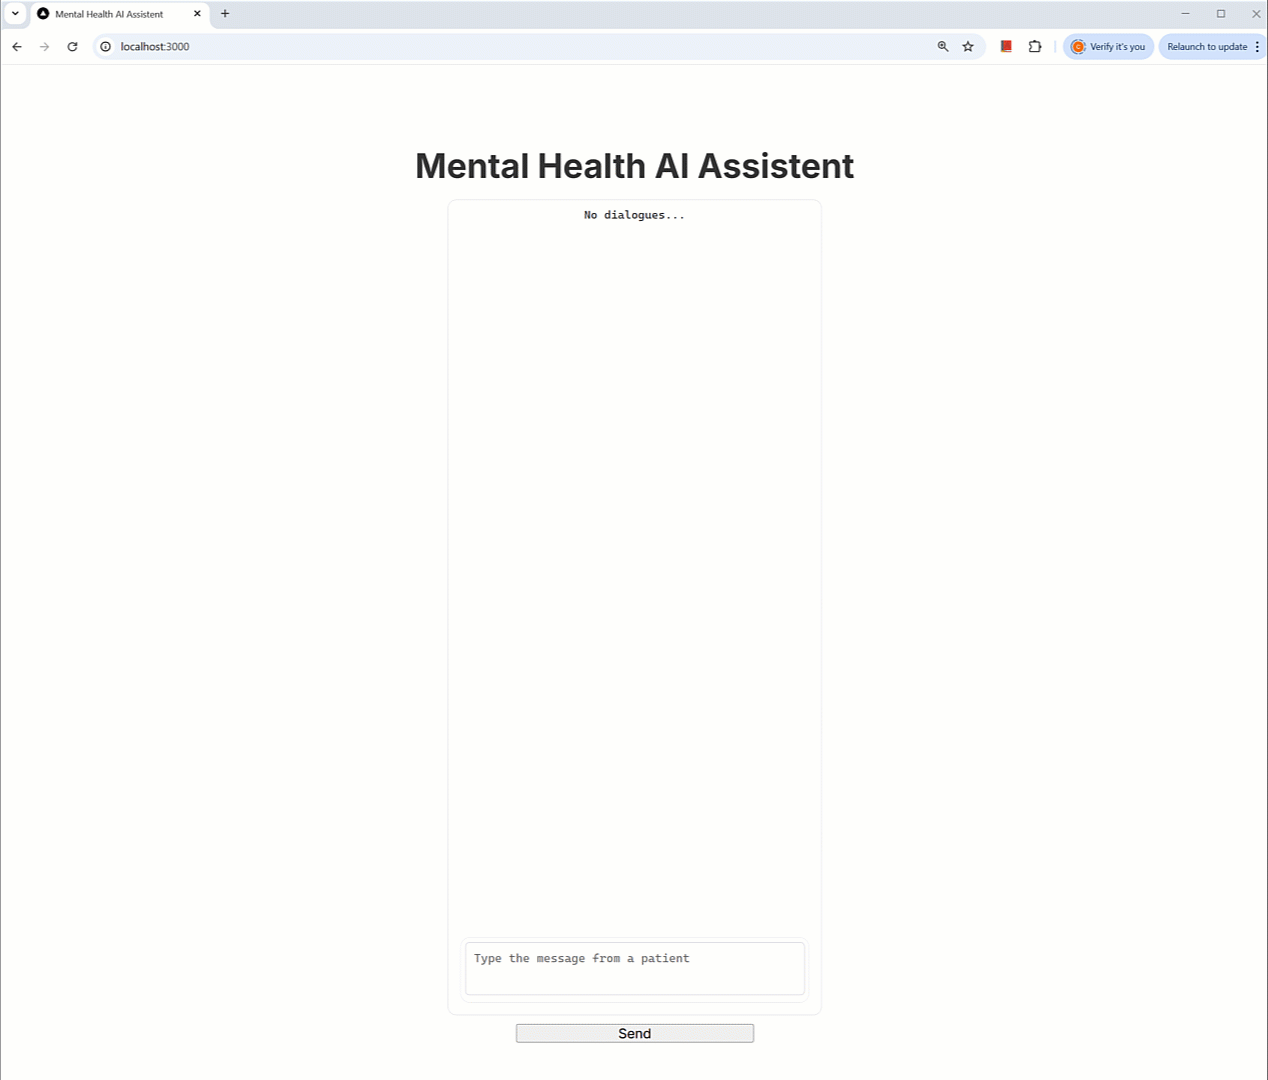 Mental Health AI Assistent
localhost:3000
Verify it's you
Relaunch to update
Mental Health AI Assistent
No dialogues...
Type the message from a patient
Send